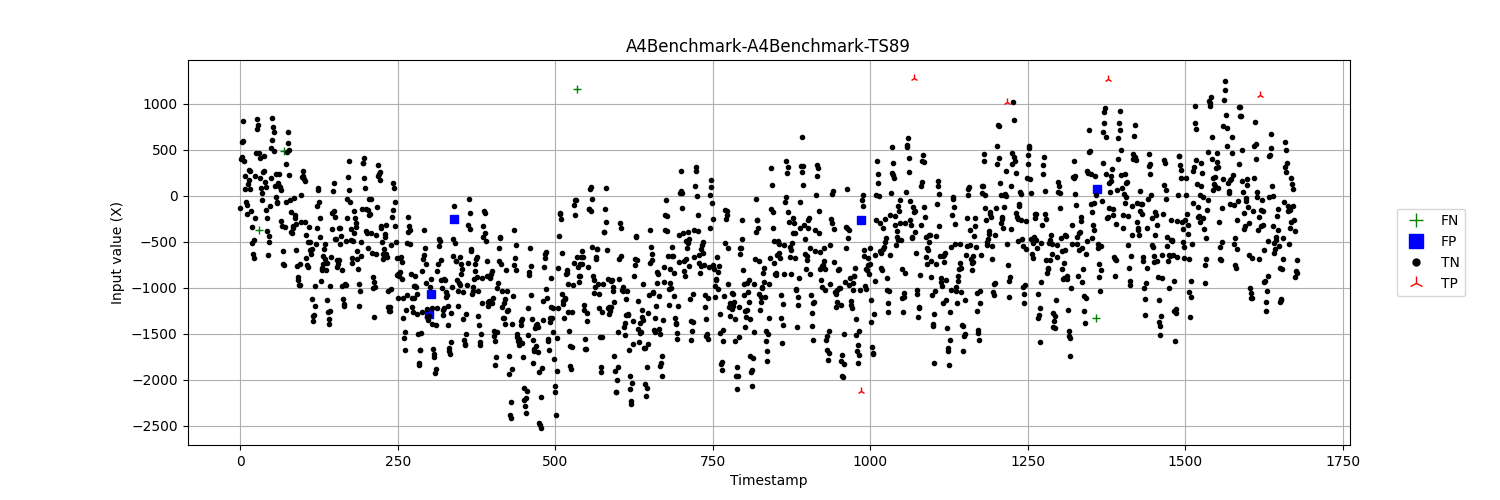 A4Benchmark-A4Benchmark-TS89
Input value (X)
1000
500
0
−500
−1000
−1500
−2000
−2500
0 250 500 750 1000 1250 1500 1750
Timestamp
FN
FP
TN
TP